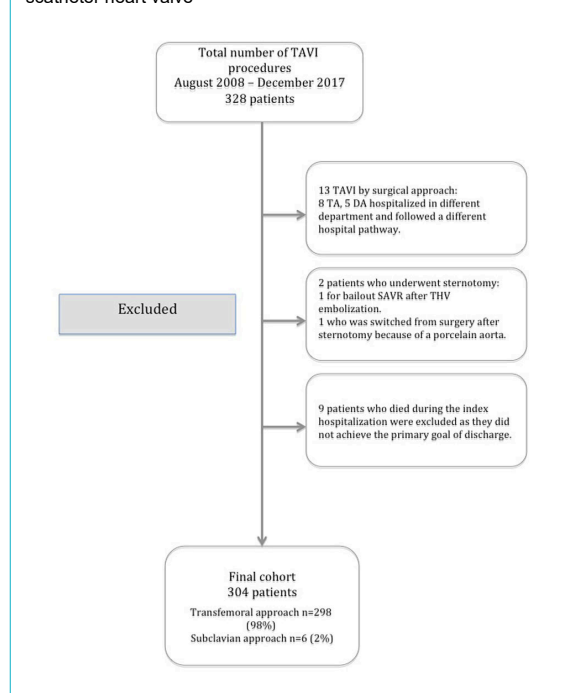 scatheter heart valve
Total number of TAVI
procedures
August 2008 – December 2017
328 patients
13 TAVI by surgical approach:
8 TA, 5 DA hospitalized in different
department and followed a different
hospital pathway.
2 patients who underwent sternotomy:
1 for bailout SAVR after THV
embolization.
1 who was switched from surgery after
sternotomy because of a porcelain aorta.
Excluded
9 patients who died during the index
hospitalization were excluded as they did
not achieve the primary goal of discharge.
Final cohort
304 patients
Transfemoral approach n=298
(98%)
Subclavian approach n=6 (2%)